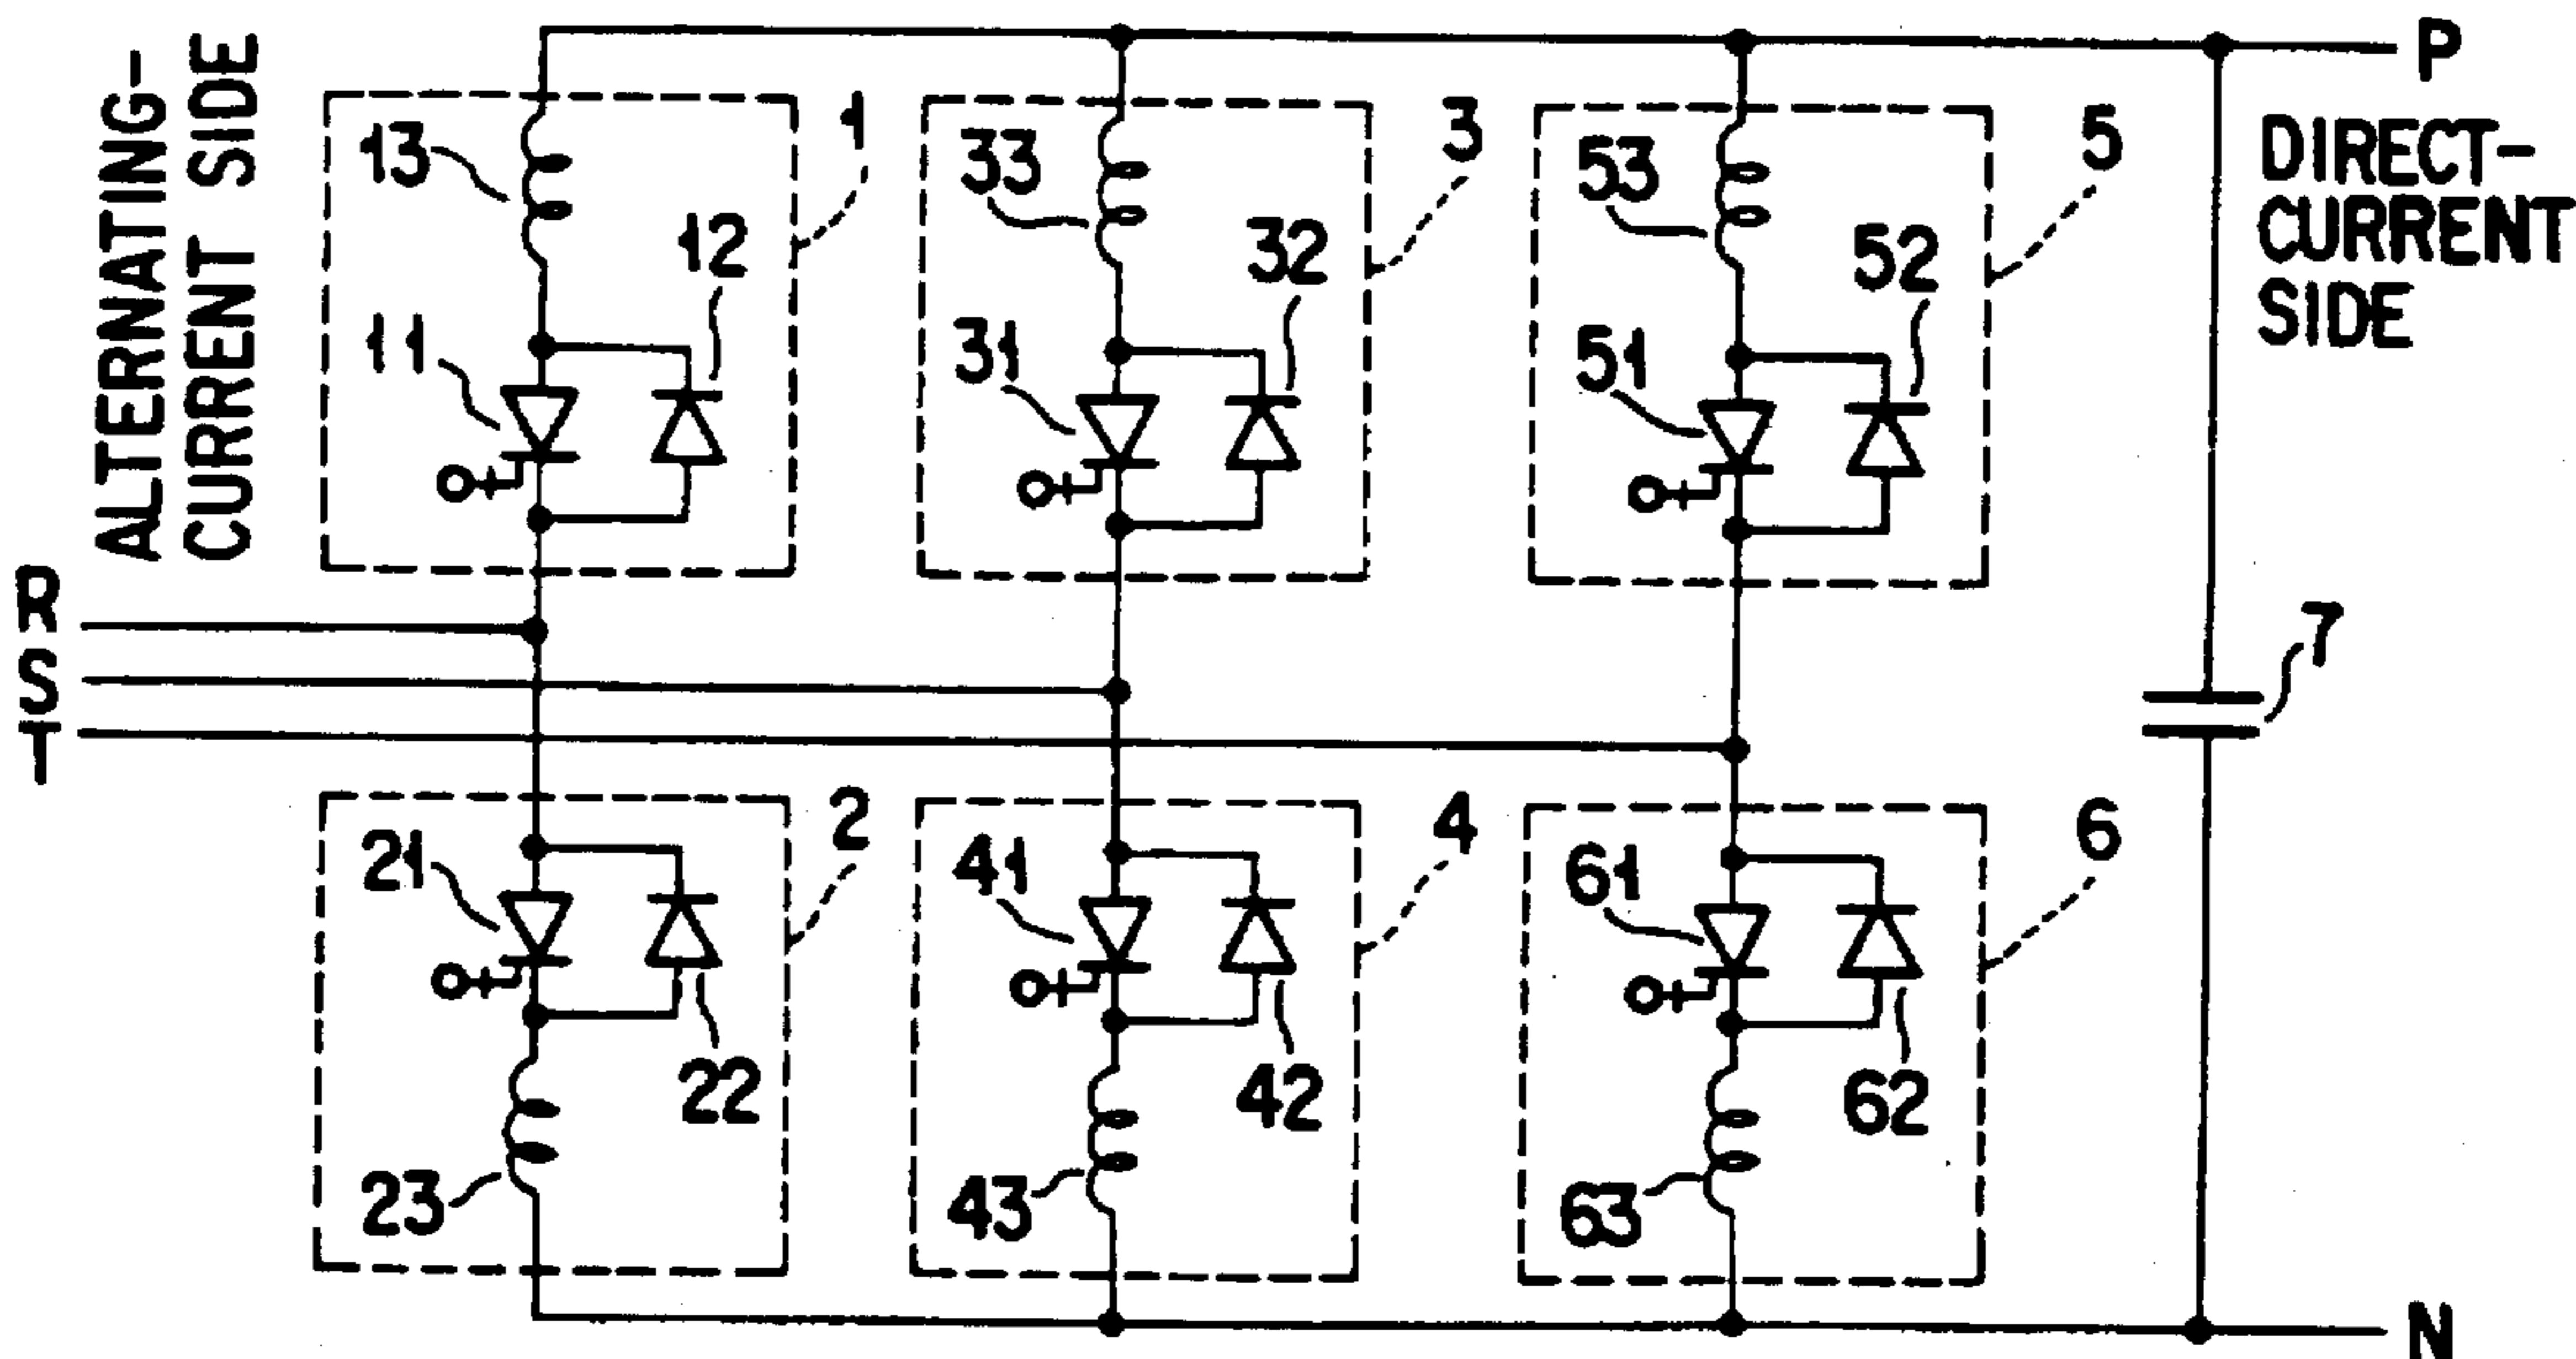 ALTERNATING-
CURRENT SIDE
P
DIRECT-
CURRENT
SIDE
1
13
12
11
3
33
32
31
5
53
52
51
R
S
T
7
2
21
22
23
4
41
42
43
6
61
62
63
N